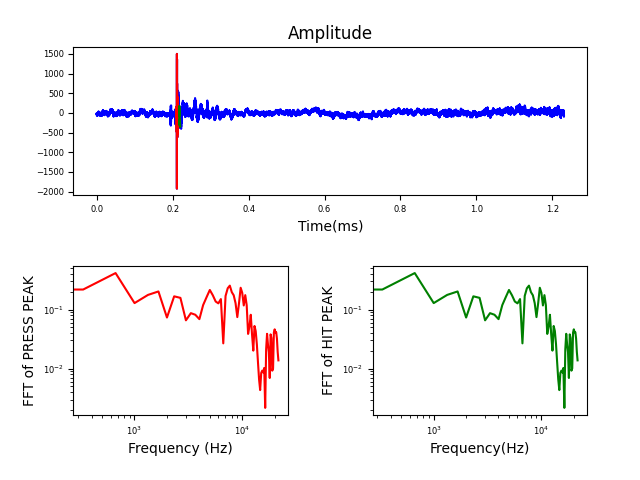 Amplitude
1500
1000
500
0
−500
−1000
−1500
−2000
0.0 0.2 0.4 0.6 0.8 1.0 1.2
Time(ms)
FFT of PRESS PEAK
10⁻¹
10⁻²
10³ 10⁴
Frequency (Hz)
FFT of HIT PEAK
10⁻¹
10⁻²
10³ 10⁴
Frequency(Hz)